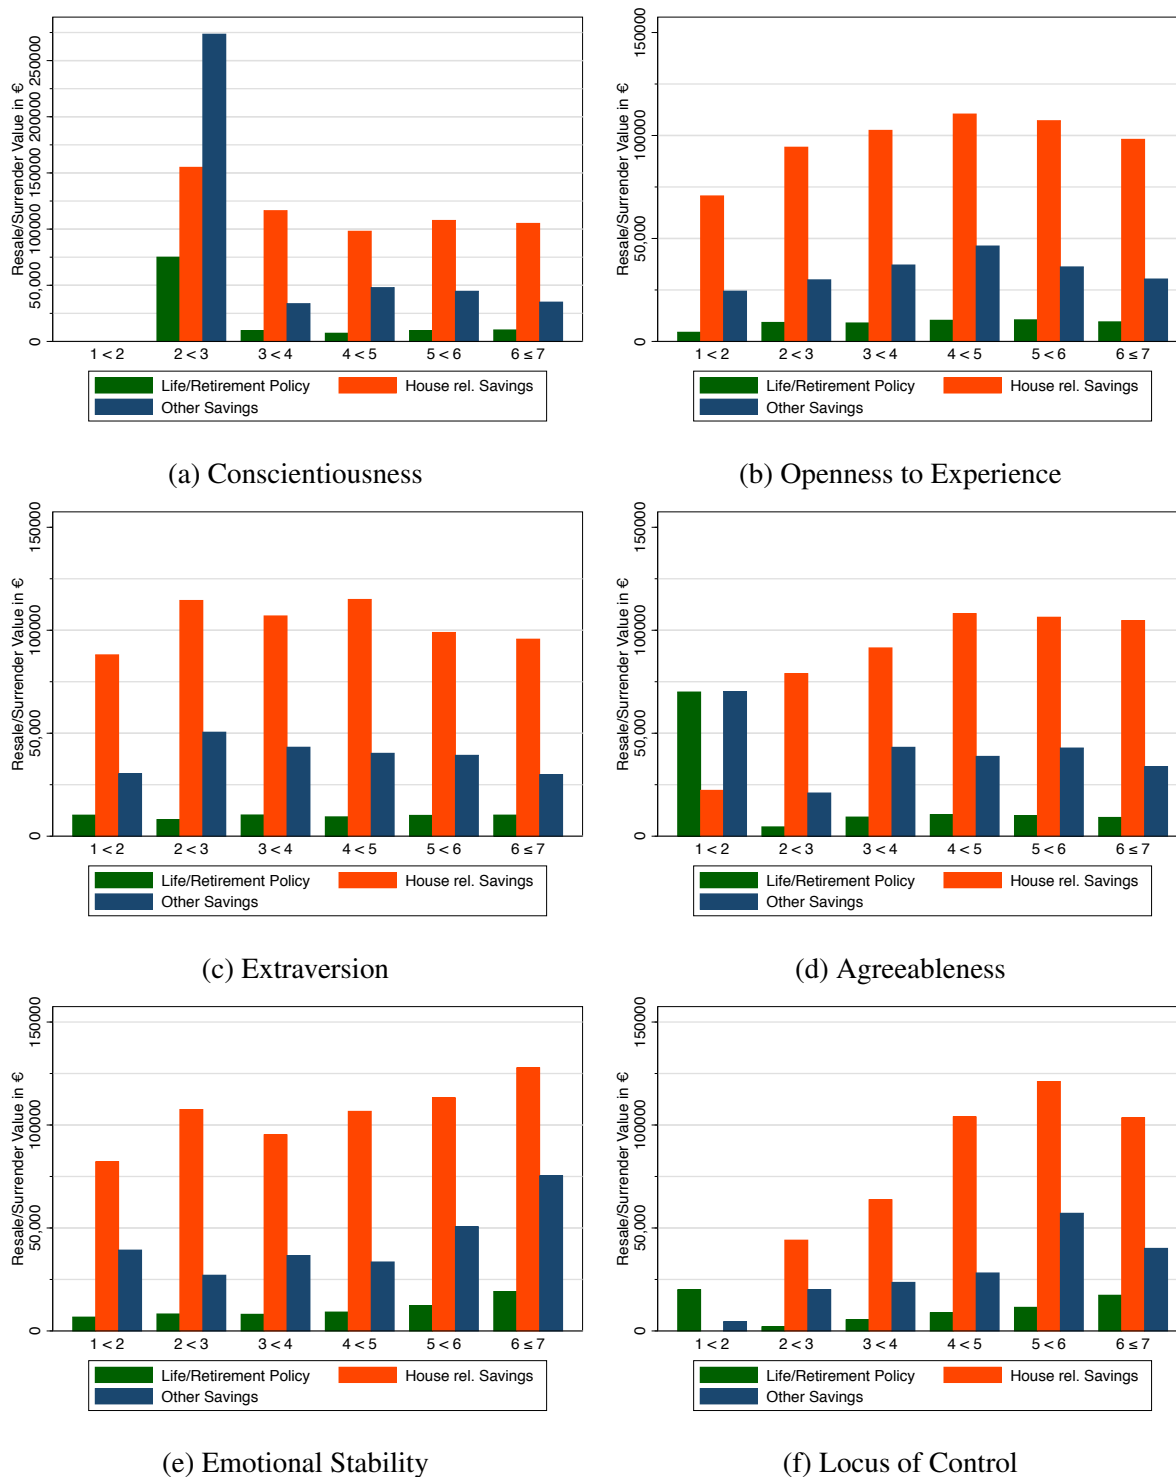 Resale/Surrender Value in €
250000
200000
150000
100000
50,000
0
1 < 2
2 < 3
3 < 4
4 < 5
5 < 6
6 ≤ 7
Life/Retirement Policy
House rel. Savings
Other Savings
(a) Conscientiousness
Resale/Surrender Value in €
150000
100000
50,000
0
1 < 2
2 < 3
3 < 4
4 < 5
5 < 6
6 ≤ 7
Life/Retirement Policy
House rel. Savings
Other Savings
(b) Openness to Experience
Resale/Surrender Value in €
150000
100000
50,000
0
1 < 2
2 < 3
3 < 4
4 < 5
5 < 6
6 ≤ 7
Life/Retirement Policy
House rel. Savings
Other Savings
(c) Extraversion
Resale/Surrender Value in €
150000
100000
50,000
0
1 < 2
2 < 3
3 < 4
4 < 5
5 < 6
6 ≤ 7
Life/Retirement Policy
House rel. Savings
Other Savings
(d) Agreeableness
Resale/Surrender Value in €
150000
100000
50,000
0
1 < 2
2 < 3
3 < 4
4 < 5
5 < 6
6 ≤ 7
Life/Retirement Policy
House rel. Savings
Other Savings
(e) Emotional Stability
Resale/Surrender Value in €
150000
100000
50,000
0
1 < 2
2 < 3
3 < 4
4 < 5
5 < 6
6 ≤ 7
Life/Retirement Policy
House rel. Savings
Other Savings
(f) Locus of Control